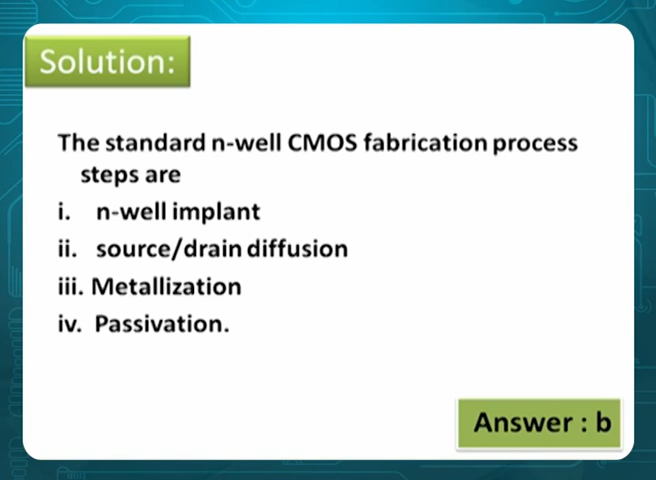 Solution:
The standard n-well CMOS fabrication process
steps are
i. n-well implant
ii. source/drain diffusion
iii. Metallization
iv. Passivation.
Answer : b